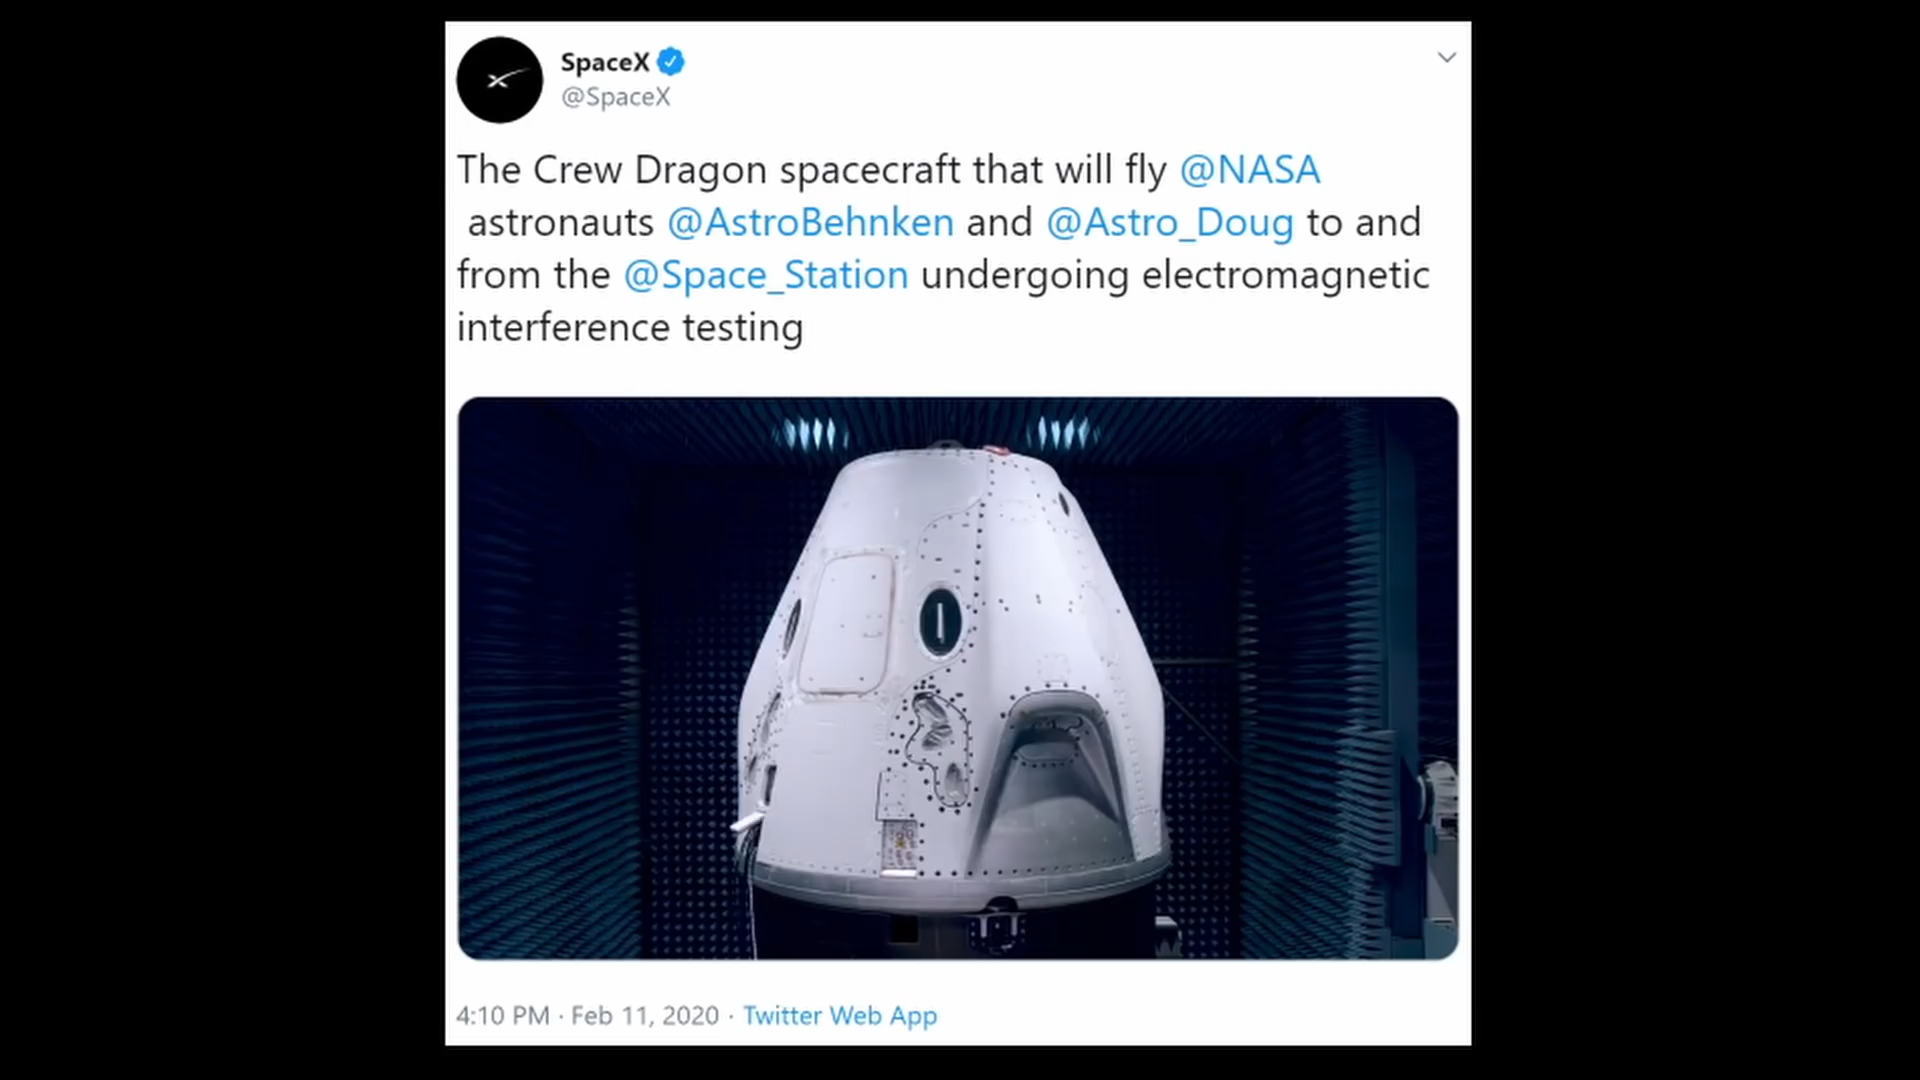 SpaceX
@SpaceX
The Crew Dragon spacecraft that will fly @NASA
astronauts @AstroBehnken and @Astro_Doug to and
from the @Space_Station undergoing electromagnetic
interference testing
4:10 PM · Feb 11, 2020 · Twitter Web App